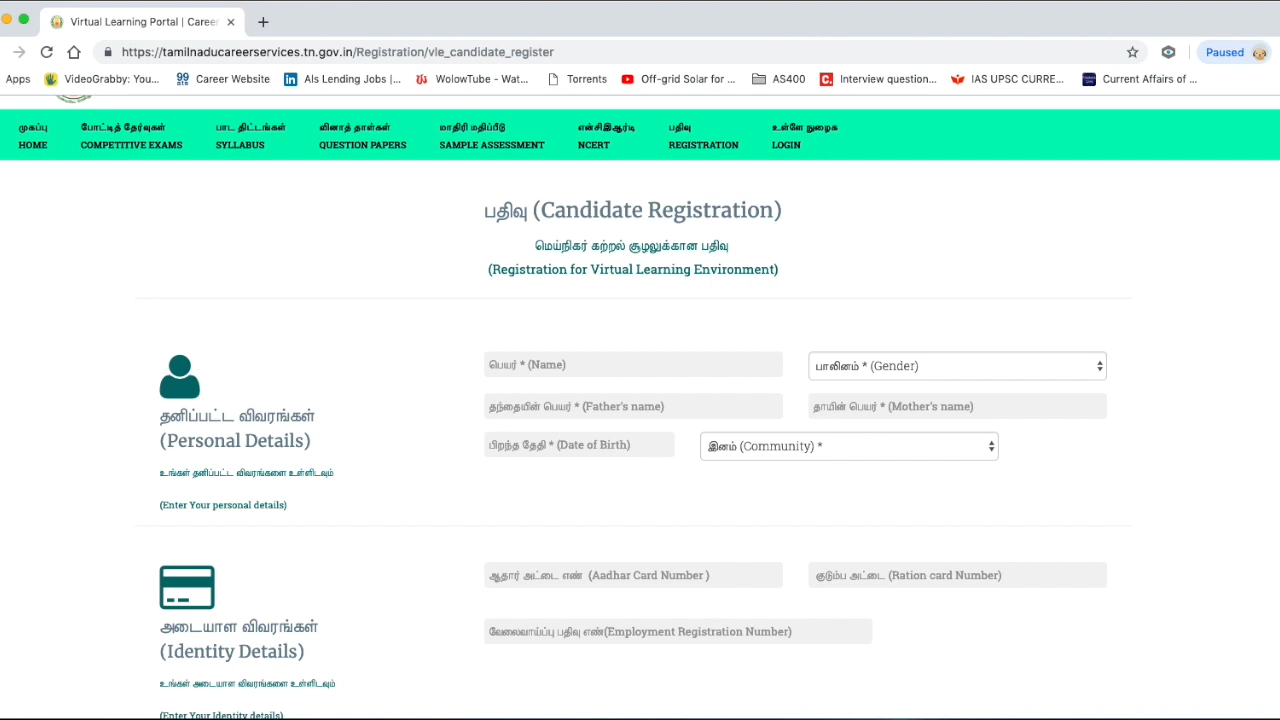 Virtual Learning Portal | Career
https://tamilnaducareerservices.tn.gov.in/Registration/vle_candidate_register
Paused
Apps VideoGrabby: You... Career Website Als Lending Jobs |... WolowTube - Wat... Torrents Off-grid Solar for ... AS400 Interview question... IAS UPSC CURRE... Current Affairs of ...
முகப்பு போட்டித் தேர்வுகள் பாட திட்டங்கள் வினாத் தாள்கள் மாதிரி மதிப்பீடு என்சிஇஆர்டி பதிவு உள்ளே நுழைக
HOME COMPETITIVE EXAMS SYLLABUS QUESTION PAPERS SAMPLE ASSESSMENT NCERT REGISTRATION LOGIN
பதிவு (Candidate Registration)
மெய்நிகர் கற்றல் சூழலுக்கான பதிவு
(Registration for Virtual Learning Environment)
பெயர் * (Name) பாலினம் * (Gender)
தந்தையின் பெயர் * (Father's name) தாயின் பெயர் * (Mother's name)
பிறந்த தேதி * (Date of Birth) இனம் (Community) *
தனிப்பட்ட விவரங்கள்
(Personal Details)
உங்கள் தனிப்பட்ட விவரங்களை உள்ளிடவும்
(Enter Your personal details)
ஆதார் அட்டை எண் (Aadhar Card Number ) குடும்ப அட்டை (Ration card Number)
வேலைவாய்ப்பு பதிவு எண்(Employment Registration Number)
அடையாள விவரங்கள்
(Identity Details)
உங்கள் அடையாள விவரங்களை உள்ளிடவும்
(Enter Your Identity details)